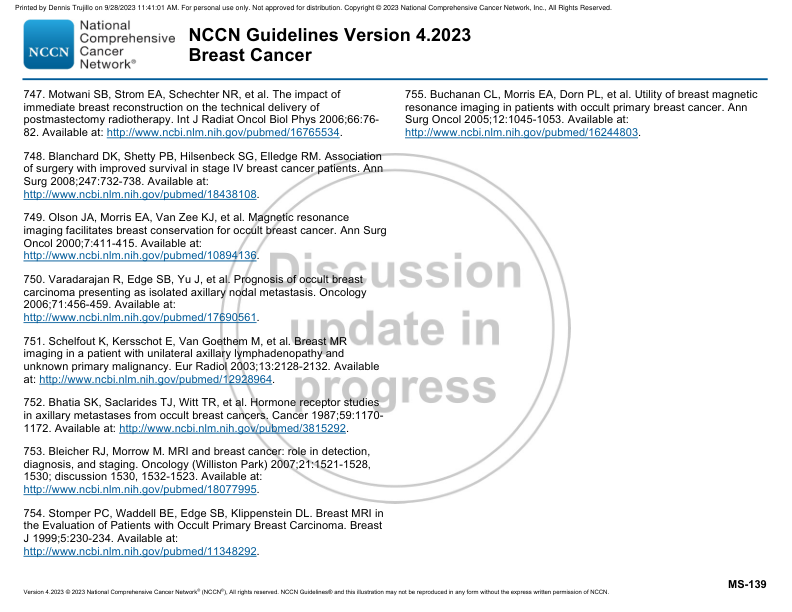 Printed by Dennis Trujillo on 9/28/2023 11:41:01 AM. For personal use only. Not approved for distribution. Copyright © 2023 National Comprehensive Cancer Network, Inc., All Rights Reserved.
NCCN
National
Comprehensive
Cancer
Network®
NCCN Guidelines Version 4.2023
Breast Cancer
747. Motwani SB, Strom EA, Schechter NR, et al. The impact of
immediate breast reconstruction on the technical delivery of
postmastectomy radiotherapy. Int J Radiat Oncol Biol Phys 2006;66:76-
82. Available at: http://www.ncbi.nlm.nih.gov/pubmed/16765534.
748. Blanchard DK, Shetty PB, Hilsenbeck SG, Elledge RM. Association
of surgery with improved survival in stage IV breast cancer patients. Ann
Surg 2008;247:732-738. Available at:
http://www.ncbi.nlm.nih.gov/pubmed/18438108.
749. Olson JA, Morris EA, Van Zee KJ, et al. Magnetic resonance
imaging facilitates breast conservation for occult breast cancer. Ann Surg
Oncol 2000;7:411-415. Available at:
http://www.ncbi.nlm.nih.gov/pubmed/10894136.
750. Varadarajan R, Edge SB, Yu J, et al. Prognosis of occult breast
carcinoma presenting as isolated axillary nodal metastasis. Oncology
2006;71:456-459. Available at:
http://www.ncbi.nlm.nih.gov/pubmed/17690561.
751. Schelfout K, Kersschot E, Van Goethem M, et al. Breast MR
imaging in a patient with unilateral axillary lymphadenopathy and
unknown primary malignancy. Eur Radiol 2003;13:2128-2132. Available
at: http://www.ncbi.nlm.nih.gov/pubmed/12928964.
752. Bhatia SK, Saclarides TJ, Witt TR, et al. Hormone receptor studies
in axillary metastases from occult breast cancers. Cancer 1987;59:1170-
1172. Available at: http://www.ncbi.nlm.nih.gov/pubmed/3815292.
753. Bleicher RJ, Morrow M. MRI and breast cancer: role in detection,
diagnosis, and staging. Oncology (Williston Park) 2007;21:1521-1528,
1530; discussion 1530, 1532-1523. Available at:
http://www.ncbi.nlm.nih.gov/pubmed/18077995.
754. Stomper PC, Waddell BE, Edge SB, Klippenstein DL. Breast MRI in
the Evaluation of Patients with Occult Primary Breast Carcinoma. Breast
J 1999;5:230-234. Available at:
http://www.ncbi.nlm.nih.gov/pubmed/11348292.
755. Buchanan CL, Morris EA, Dorn PL, et al. Utility of breast magnetic
resonance imaging in patients with occult primary breast cancer. Ann
Surg Oncol 2005;12:1045-1053. Available at:
http://www.ncbi.nlm.nih.gov/pubmed/16244803.
Discussion
update in
progress
MS-139
Version 4.2023 © 2023 National Comprehensive Cancer Network® (NCCN®), All rights reserved. NCCN Guidelines® and this illustration may not be reproduced in any form without the express written permission of NCCN.